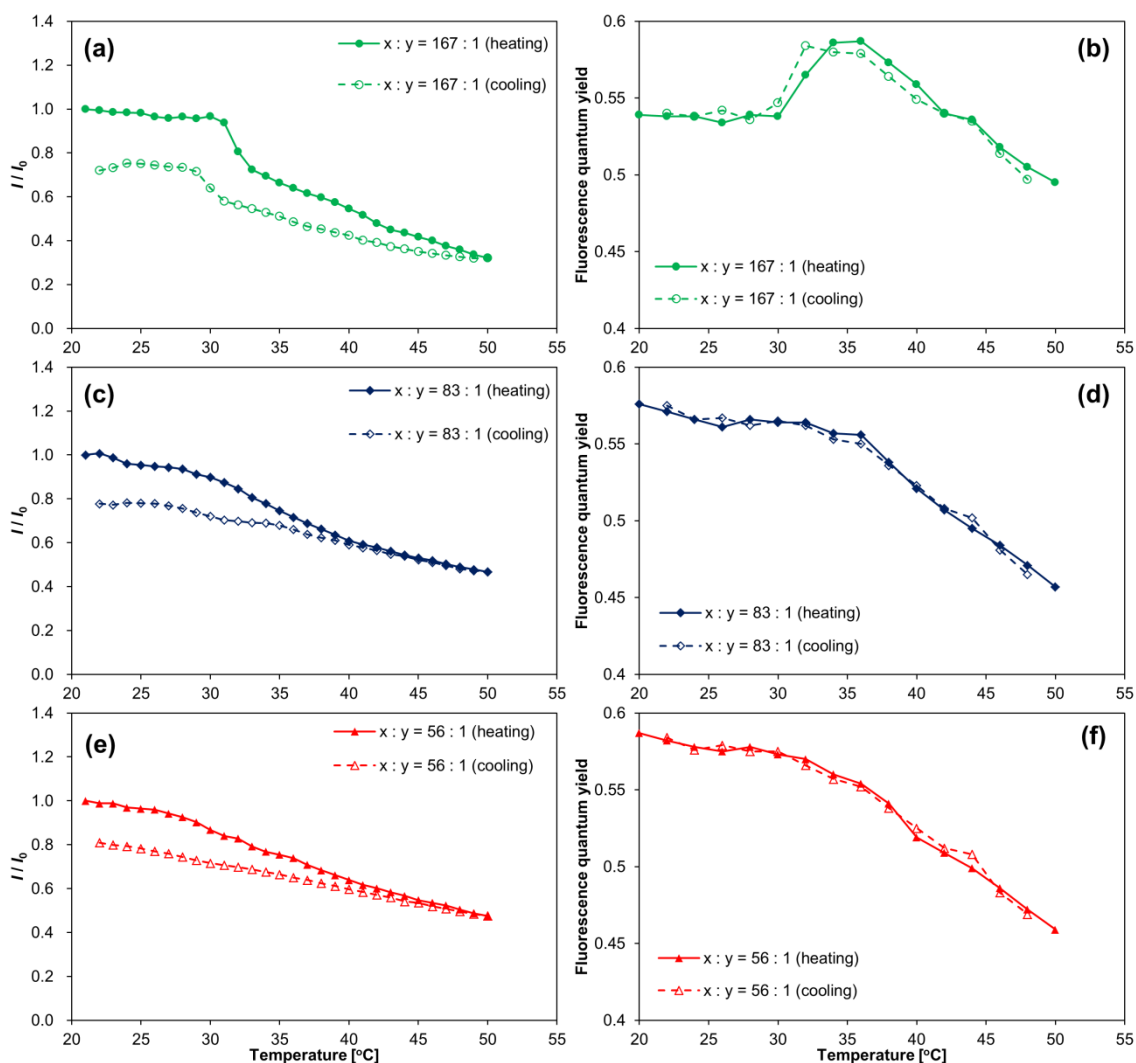 (a)
x : y = 167 : 1 (heating)
x : y = 167 : 1 (cooling)
I / I0
1.4
1.2
1.0
0.8
0.6
0.4
0.2
0.0
20 25 30 35 40 45 50 55
(b)
x : y = 167 : 1 (heating)
x : y = 167 : 1 (cooling)
Fluorescence quantum yield
0.6
0.55
0.5
0.45
0.4
20 25 30 35 40 45 50 55
(c)
x : y = 83 : 1 (heating)
x : y = 83 : 1 (cooling)
I / I0
1.4
1.2
1.0
0.8
0.6
0.4
0.2
0.0
20 25 30 35 40 45 50 55
(d)
x : y = 83 : 1 (heating)
x : y = 83 : 1 (cooling)
Fluorescence quantum yield
0.6
0.55
0.5
0.45
0.4
20 25 30 35 40 45 50 55
(e)
x : y = 56 : 1 (heating)
x : y = 56 : 1 (cooling)
I / I0
1.4
1.2
1.0
0.8
0.6
0.4
0.2
0.0
20 25 30 35 40 45 50 55
Temperature [oC]
(f)
x : y = 56 : 1 (heating)
x : y = 56 : 1 (cooling)
Fluorescence quantum yield
0.6
0.55
0.5
0.45
0.4
20 25 30 35 40 45 50 55
Temperature [oC]